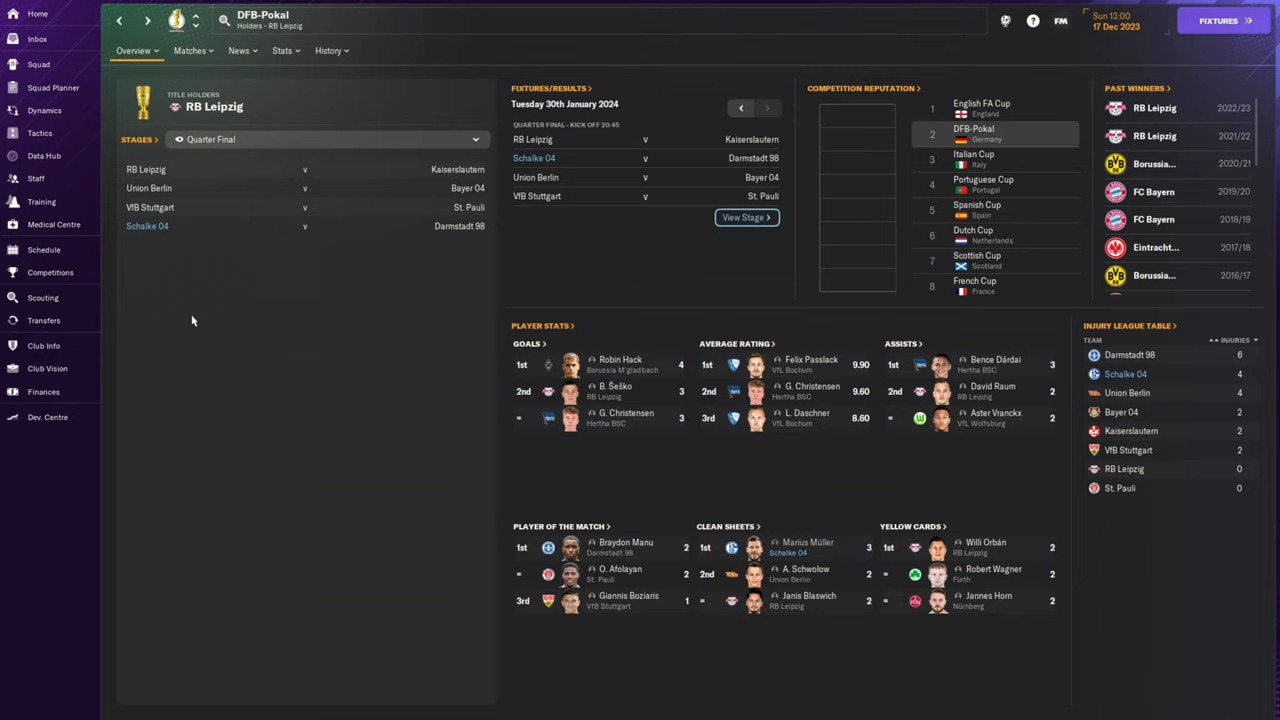 Home
Inbox
Squad
Squad Planner
Dynamics
Tactics
Data Hub
Staff
Training
Medical Centre
Schedule
Competitions
Scouting
Transfers
Club Info
Club Vision
Finances
Dev. Centre
DFB-Pokal
Holders - RB Leipzig
?
FM
Sun 13:00
17 Dec 2023
FIXTURES
Overview
Matches
News
Stats
History
TITLE HOLDERS
RB Leipzig
STAGES >
Quarter Final
RB Leipzig v Kaiserslautern
Union Berlin v Bayer 04
VfB Stuttgart v St. Pauli
Schalke 04 v Darmstadt 98
FIXTURES/RESULTS >
Tuesday 30th January 2024
QUARTER FINAL - KICK OFF 20:45
RB Leipzig v Kaiserslautern
Schalke 04 v Darmstadt 98
Union Berlin v Bayer 04
VfB Stuttgart v St. Pauli
View Stage >
COMPETITION REPUTATION >
1 English FA Cup
England
2 DFB-Pokal
Germany
3 Italian Cup
Italy
4 Portuguese Cup
Portugal
5 Spanish Cup
Spain
6 Dutch Cup
Netherlands
7 Scottish Cup
Scotland
8 French Cup
France
PAST WINNERS >
RB Leipzig 2022/23
RB Leipzig 2021/22
Borussia... 2020/21
FC Bayern 2019/20
FC Bayern 2018/19
Eintracht... 2017/18
Borussia... 2016/17
PLAYER STATS >
GOALS >
1st Robin Hack 4
Borussia M'gladbach
2nd B. Šeško 3
RB Leipzig
= G. Christensen 3
Hertha BSC
AVERAGE RATING >
1st Felix Passlack 9.90
VfL Bochum
2nd G. Christensen 9.60
Hertha BSC
3rd L. Daschner 8.60
VfL Bochum
ASSISTS >
1st Bence Dárdai 3
Hertha BSC
2nd David Raum 2
RB Leipzig
= Aster Vranckx 2
VfL Wolfsburg
INJURY LEAGUE TABLE >
TEAM INJURIES
Darmstadt 98 6
Schalke 04 4
Union Berlin 4
Bayer 04 2
Kaiserslautern 2
VfB Stuttgart 2
RB Leipzig 0
St. Pauli 0
PLAYER OF THE MATCH >
1st Braydon Manu 2
Darmstadt 98
= O. Afolayan 2
St. Pauli
3rd Giannis Boziaris 1
VfB Stuttgart
CLEAN SHEETS >
1st Marius Müller 3
Schalke 04
2nd A. Schwolow 2
Union Berlin
= Janis Blaswich 2
RB Leipzig
YELLOW CARDS >
1st Willi Orbán 2
RB Leipzig
= Robert Wagner 2
Fürth
= Jannes Horn 2
Nürnberg